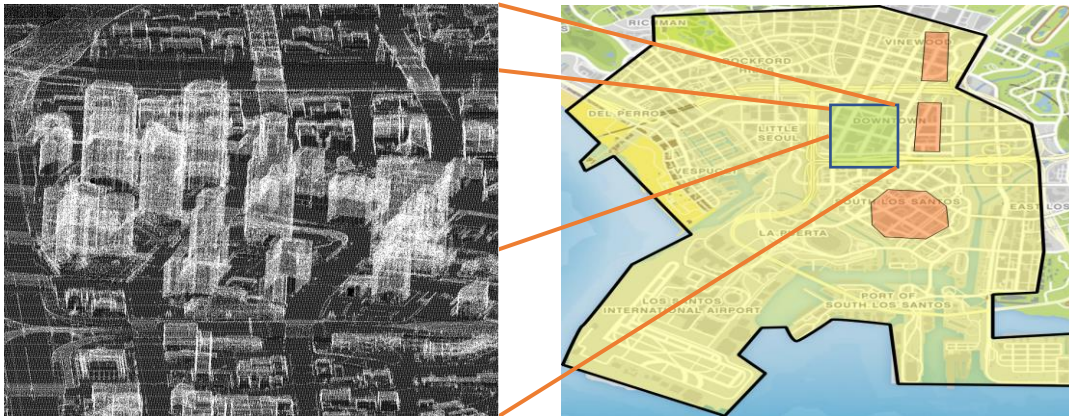 RICHMAN
VINEWOOD
ROCKFORD
HILLS
DEL PERRO
DOWNTOWN
LITTLE
SEOUL
VESPUCCI
SOUTH LOS SANTOS
EAST LOS
LA PUERTA
LOS SANTOS
INTERNATIONAL AIRPORT
PORT OF
SOUTH LOS SANTOS